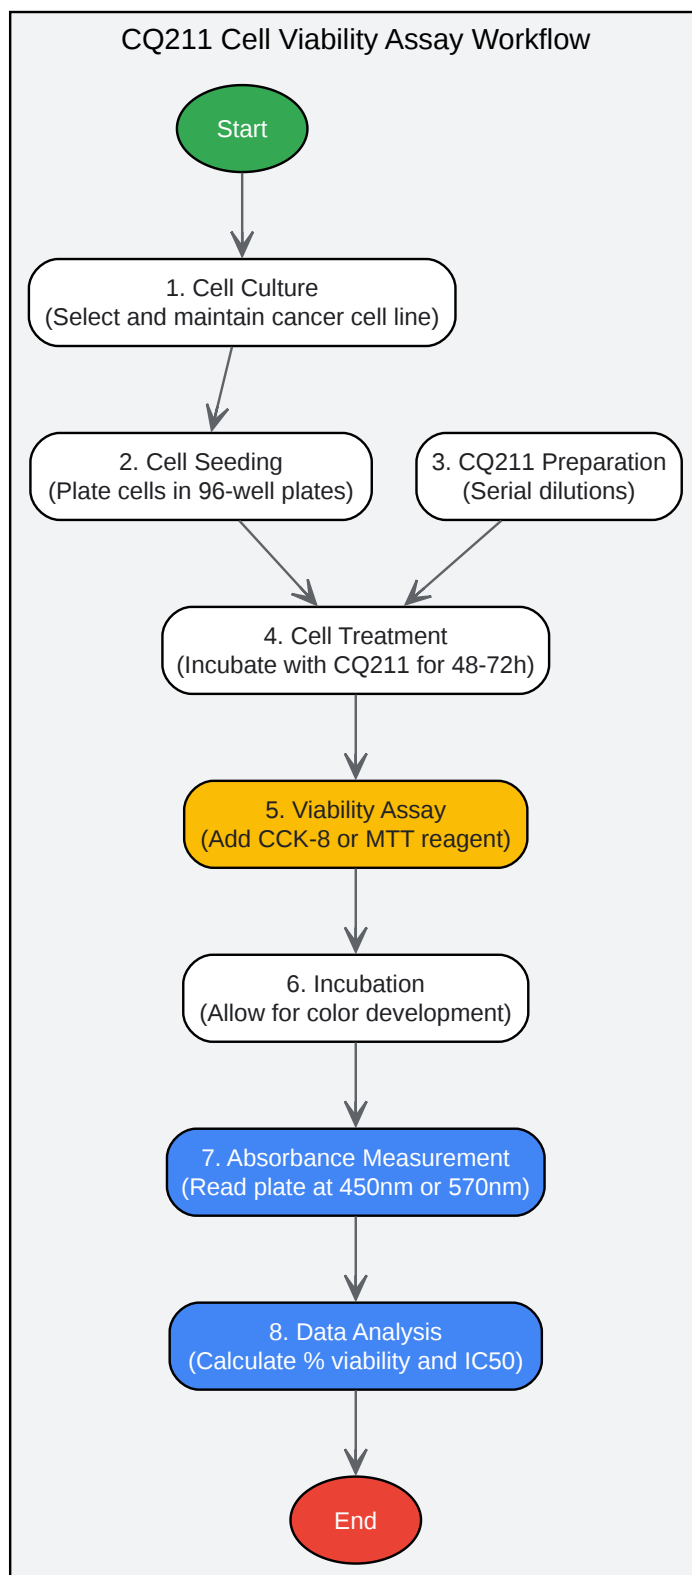 CQ211 Cell Viability Assay Workflow
Start
1. Cell Culture
(Select and maintain cancer cell line)
2. Cell Seeding
(Plate cells in 96-well plates)
3. CQ211 Preparation
(Serial dilutions)
4. Cell Treatment
(Incubate with CQ211 for 48-72h)
5. Viability Assay
(Add CCK-8 or MTT reagent)
6. Incubation
(Allow for color development)
7. Absorbance Measurement
(Read plate at 450nm or 570nm)
8. Data Analysis
(Calculate % viability and IC50)
End